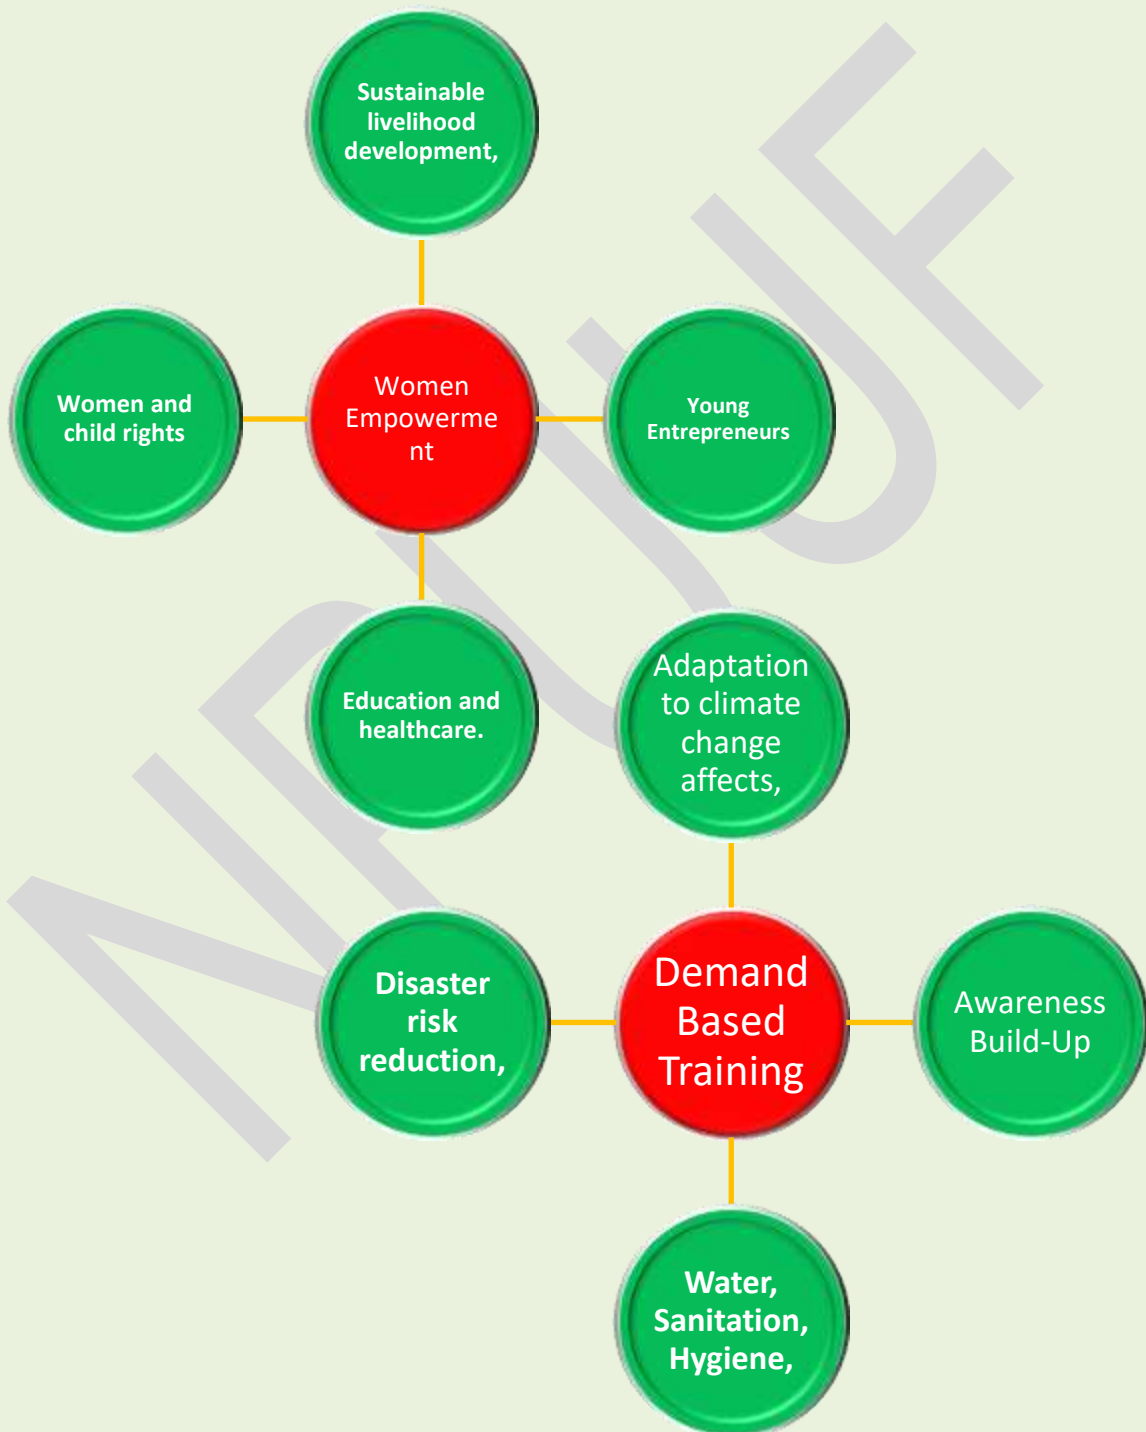 Sustainable
livelihood
development,
Women and
child rights
Women
Empowerme
nt
Young
Entrepreneurs
Education and
healthcare.
Adaptation
to climate
change
affects,
Disaster
risk
reduction,
Demand
Based
Training
Awareness
Build-Up
Water,
Sanitation,
Hygiene,
NPUUF